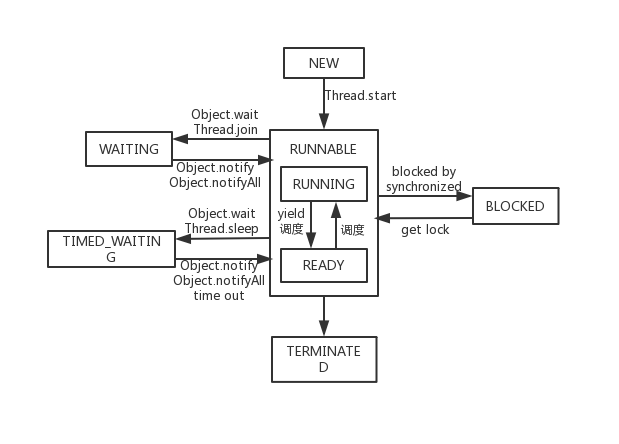 NEW
Thread.start
Object.wait
Thread.join
WAITING
Object.notify
Object.notifyAll
RUNNABLE
RUNNING
yield
调度
调度
READY
blocked by
synchronized
BLOCKED
get lock
Object.wait
Thread.sleep
TIMED_WAITIN
G
Object.notify
Object.notifyAll
time out
TERMINATE
D